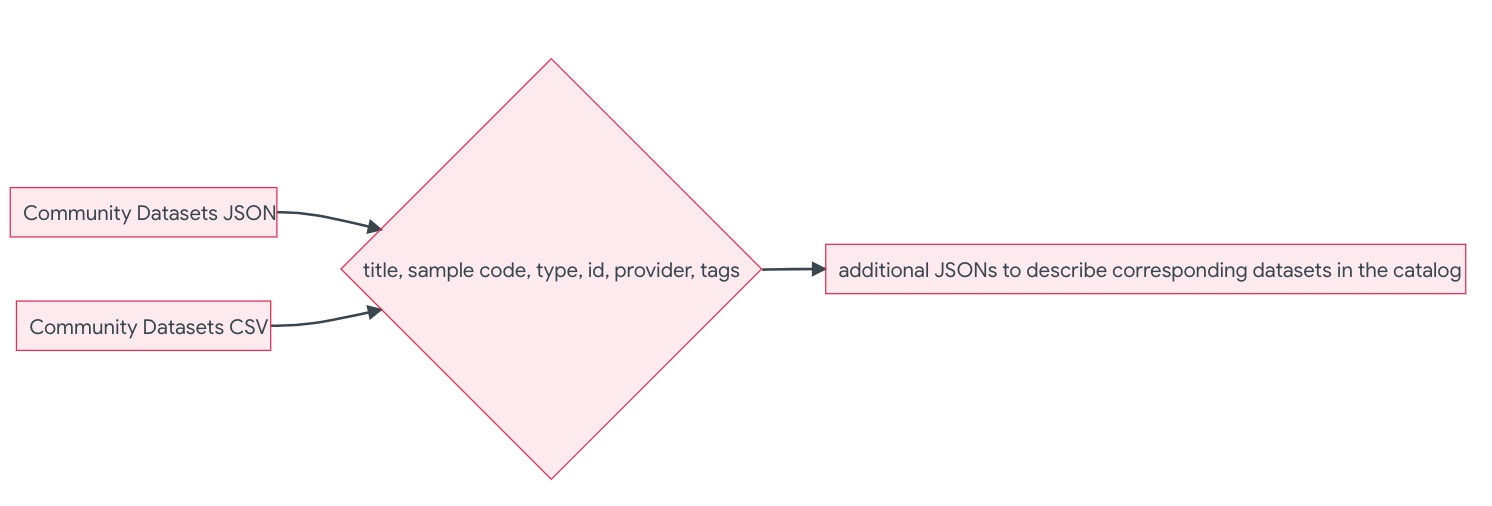 Community Datasets JSON
Community Datasets CSV
title, sample code, type, id, provider, tags
additional JSONs to describe corresponding datasets in the catalog